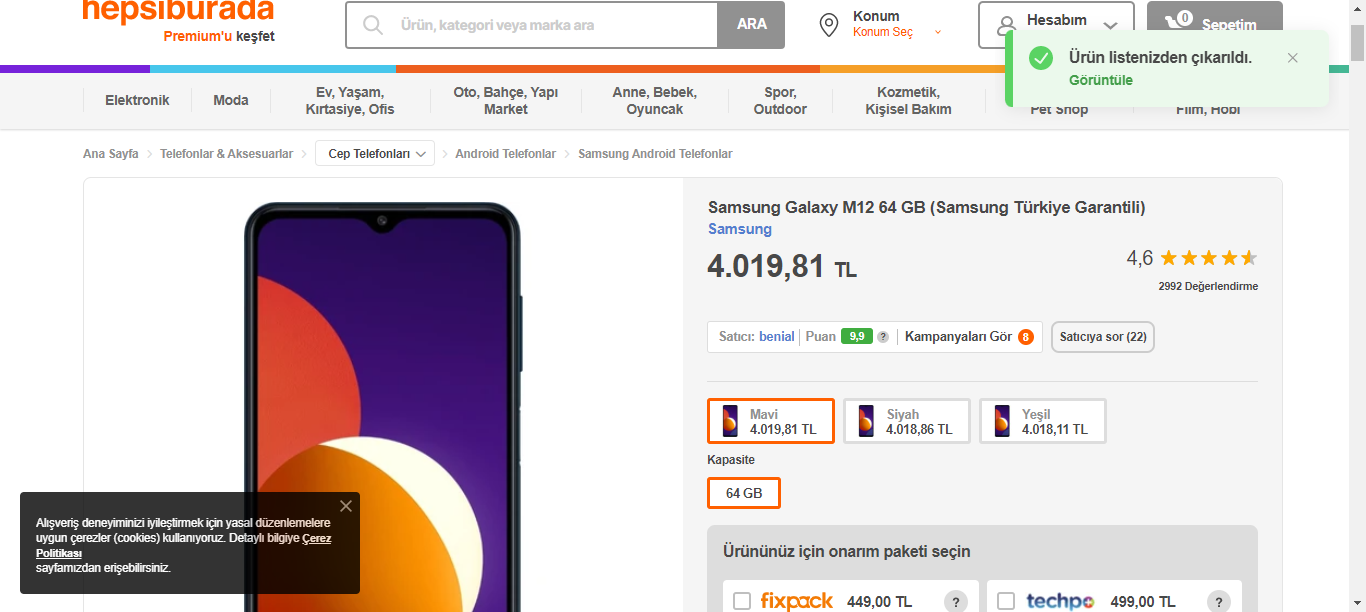 hepsiburada
Premium'u keşfet
Ürün, kategori veya marka ara
ARA
Konum
Konum Seç
Hesabım
0
Sepetim
Ürün listenizden çıkarıldı.
Görüntüle
Elektronik
Moda
Ev, Yaşam,
Kırtasiye, Ofis
Oto, Bahçe, Yapı
Market
Anne, Bebek,
Oyuncak
Spor,
Outdoor
Kozmetik,
Kişisel Bakım
Pet Shop
Film, Hobi
Ana Sayfa
Telefonlar & Aksesuarlar
Cep Telefonları
Android Telefonlar
Samsung Android Telefonlar
Samsung Galaxy M12 64 GB (Samsung Türkiye Garantili)
Samsung
4.019,81 TL
4,6
2992 Değerlendirme
Satıcı: benial
Puan 9,9 ?
Kampanyaları Gör 8
Satıcıya sor (22)
Mavi
4.019,81 TL
Siyah
4.018,86 TL
Yeşil
4.018,11 TL
Kapasite
64 GB
Ürününüz için onarım paketi seçin
fixpack 449,00 TL ?
techpo 499,00 TL ?
Alışveriş deneyiminizi iyileştirmek için yasal düzenlemelere
uygun çerezler (cookies) kullanıyoruz. Detaylı bilgiye Çerez
Politikası
sayfamızdan erişebilirsiniz.